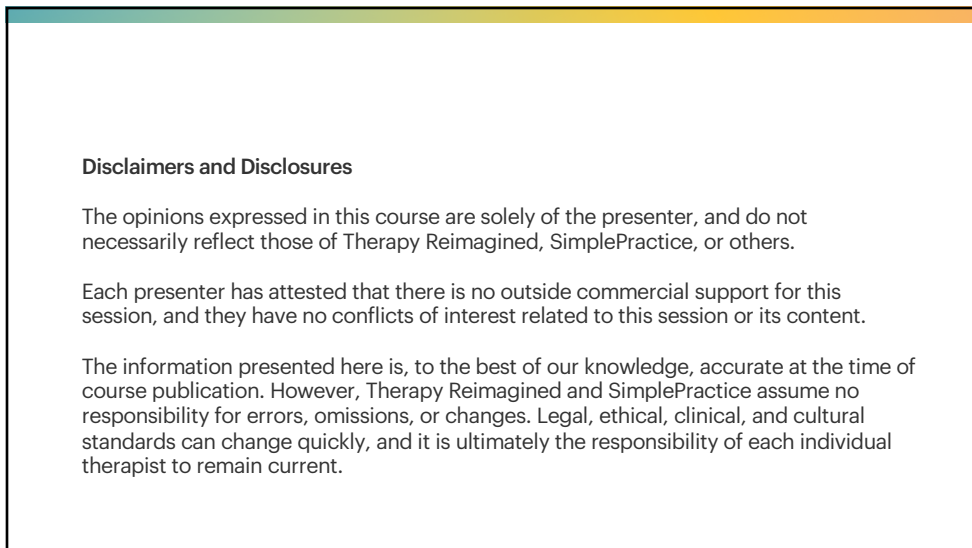 Disclaimers and Disclosures
The opinions expressed in this course are solely of the presenter, and do not
necessarily reflect those of Therapy Reimagined, SimplePractice, or others.
Each presenter has attested that there is no outside commercial support for this
session, and they have no conflicts of interest related to this session or its content.
The information presented here is, to the best of our knowledge, accurate at the time of
course publication. However, Therapy Reimagined and SimplePractice assume no
responsibility for errors, omissions, or changes. Legal, ethical, clinical, and cultural
standards can change quickly, and it is ultimately the responsibility of each individual
therapist to remain current.